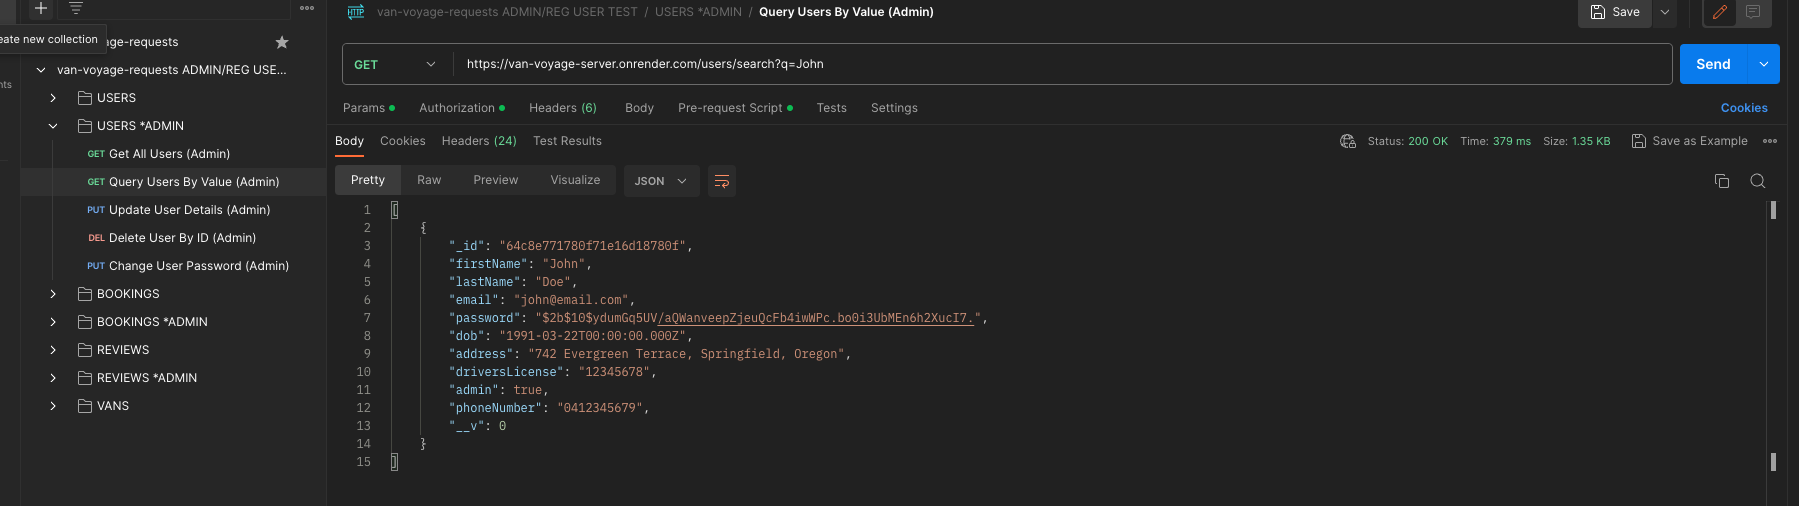 van-voyage-requests ADMIN/REG USER TEST / USERS *ADMIN / Query Users By Value (Admin)
Save
eate new collection
ge-requests
van-voyage-requests ADMIN/REG USE...
USERS
USERS *ADMIN
GET Get All Users (Admin)
GET Query Users By Value (Admin)
PUT Update User Details (Admin)
DEL Delete User By ID (Admin)
PUT Change User Password (Admin)
BOOKINGS
BOOKINGS *ADMIN
REVIEWS
REVIEWS *ADMIN
VANS
nts
HTTP
GET https://van-voyage-server.onrender.com/users/search?q=John
Send
Params Authorization Headers (6) Body Pre-request Script Tests Settings Cookies
Body Cookies Headers (24) Test Results Status: 200 OK Time: 379 ms Size: 1.35 KB Save as Example
Pretty Raw Preview Visualize JSON
1 [
2 {
3 "_id": "64c8e771780f71e16d18780f",
4 "firstName": "John",
5 "lastName": "Doe",
6 "email": "john@email.com",
7 "password": "$2b$10$ydumGq5UV/aQWanveepZjeuQcFb4iwWPc.bo0i3UbMEn6h2XucI7.",
8 "dob": "1991-03-22T00:00:00.000Z",
9 "address": "742 Evergreen Terrace, Springfield, Oregon",
10 "driversLicense": "12345678",
11 "admin": true,
12 "phoneNumber": "0412345679",
13 "__v": 0
14 }
15 ]